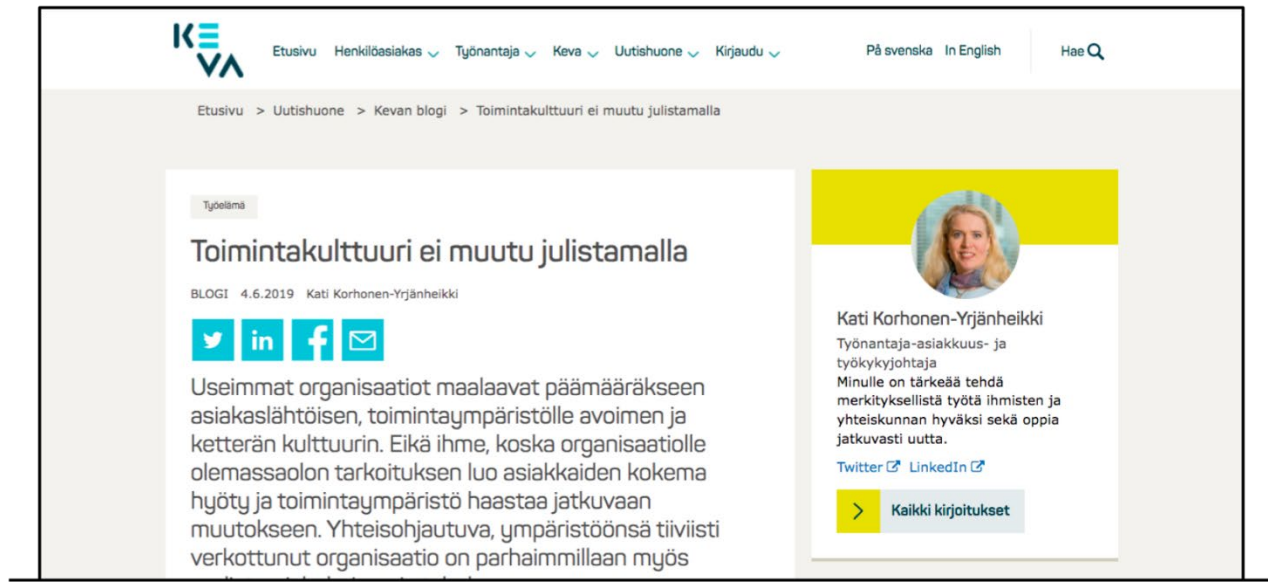 KEVA
Etusivu Henkilöasiakas Työnantaja Keva Uutishuone Kirjaudu På svenska In English Hae
Etusivu > Uutishuone > Kevan blogi > Toimintakulttuuri ei muutu julistamalla
Työelämä
Toimintakulttuuri ei muutu julistamalla
BLOGI 4.6.2019 Kati Korhonen-Yrjänheikki
Useimmat organisaatiot maalaavat päämääräkseen
asiakaslähtöisen, toimintaympäristölle avoimen ja
ketterän kulttuurin. Eikä ihme, koska organisaatiolle
olemassaolon tarkoituksen luo asiakkaiden kokema
hyöty ja toimintaympäristö haastaa jatkuvaan
muutokseen. Yhteisohjautuva, ympäristöönsä tiiviisti
verkottunut organisaatio on parhaimmillaan myös
Kati Korhonen-Yrjänheikki
Työnantaja-asiakkuus- ja
työkykyjohtaja
Minulle on tärkeää tehdä
merkityksellistä työtä ihmisten ja
yhteiskunnan hyväksi sekä oppia
jatkuvasti uutta.
Twitter LinkedIn
Kaikki kirjoitukset